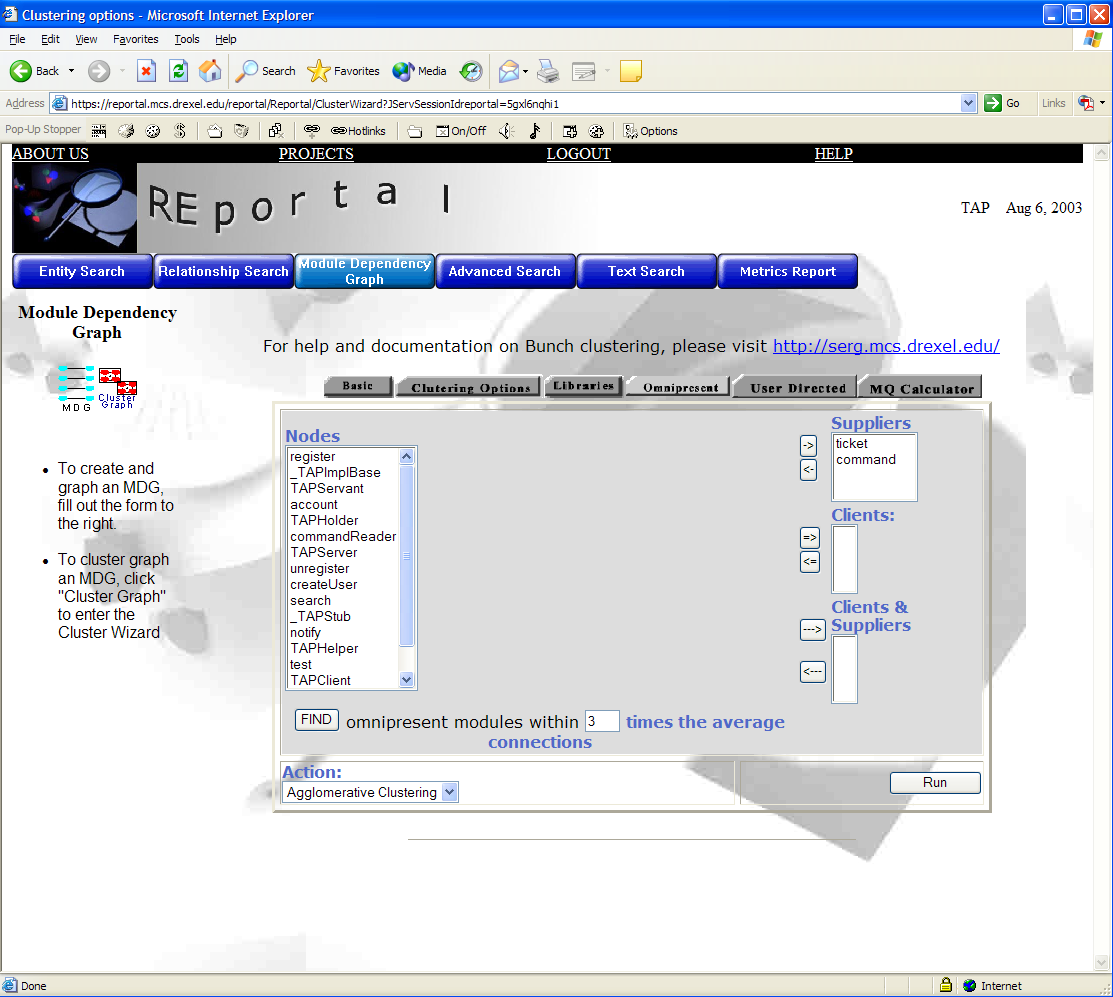 Clustering options - Microsoft Internet Explorer
File Edit View Favorites Tools Help
Back Search Favorites Media
Address https://reportal.mcs.drexel.edu/reportal/Reportal/ClusterWizard?JServSessionIdreportal=5gxl6nqhi1 Go Links
Pop-Up Stopper Hotlinks On/Off Options
ABOUT US PROJECTS LOGOUT HELP
REportal
TAP Aug 6, 2003
Entity Search Relationship Search Module Dependency Graph Advanced Search Text Search Metrics Report
Module Dependency
Graph
For help and documentation on Bunch clustering, please visit http://serg.mcs.drexel.edu/
MDG
Cluster
Graph
Basic Clutering Options Libraries Omnipresent User Directed MQ Calculator
• To create and
graph an MDG,
fill out the form to
the right.
• To cluster graph
an MDG, click
"Cluster Graph"
to enter the
Cluster Wizard
Nodes
register
_TAPImplBase
TAPServant
account
TAPHolder
commandReader
TAPServer
unregister
createUser
search
_TAPStub
notify
TAPHelper
test
TAPClient
->
<-
Suppliers
ticket
command
=>
<=
Clients:
--->
<---
Clients &
Suppliers
FIND omnipresent modules within 3 times the average
connections
Action:
Agglomerative Clustering
Run
Done Internet